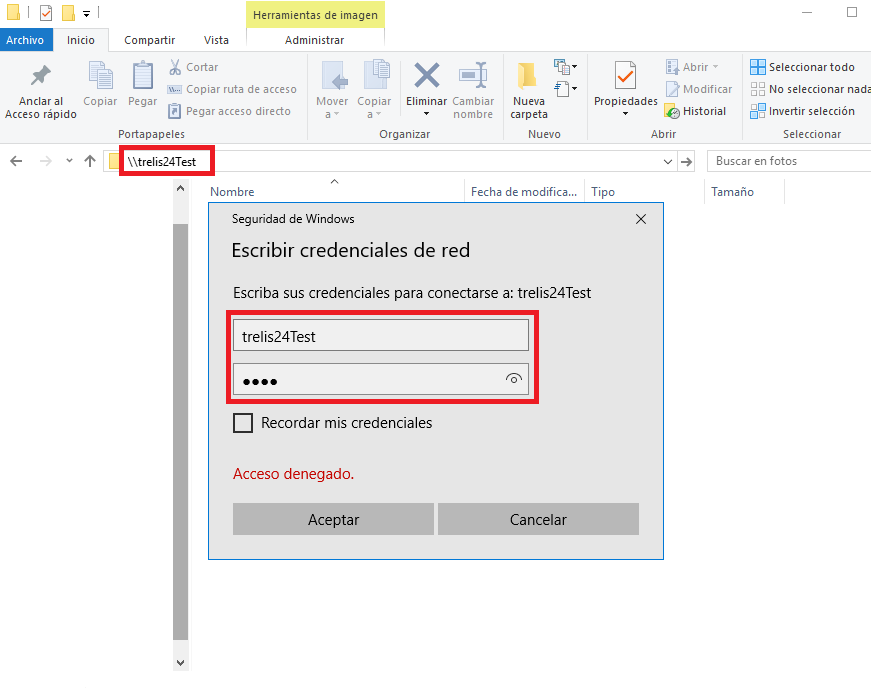 Herramientas de imagen
Archivo Inicio Compartir Vista Administrar
Anclar al
Acceso rápido
Copiar
Pegar
Cortar
Copiar ruta de acceso
Pegar acceso directo
Portapapeles
Mover
a
Copiar
a
Eliminar
Cambiar
nombre
Organizar
Nueva
carpeta
Nuevo
Propiedades
Abrir
Modificar
Historial
Abrir
Seleccionar todo
No seleccionar nada
Invertir selección
Seleccionar
\\trelis24Test
Buscar en fotos
Nombre Fecha de modifica... Tipo Tamaño
Seguridad de Windows
Escribir credenciales de red
Escriba sus credenciales para conectarse a: trelis24Test
trelis24Test
●●●●
Recordar mis credenciales
Acceso denegado.
Aceptar Cancelar